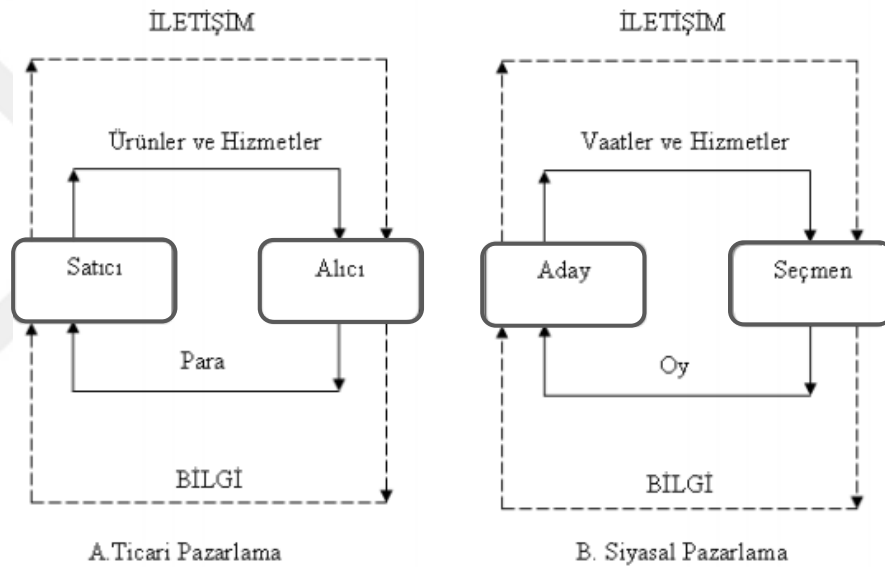 İLETİŞİM
Ürünler ve Hizmetler
Satıcı
Alıcı
Para
BİLGİ
A.Ticari Pazarlama
İLETİŞİM
Vaatler ve Hizmetler
Aday
Seçmen
Oy
BİLGİ
B. Siyasal Pazarlama